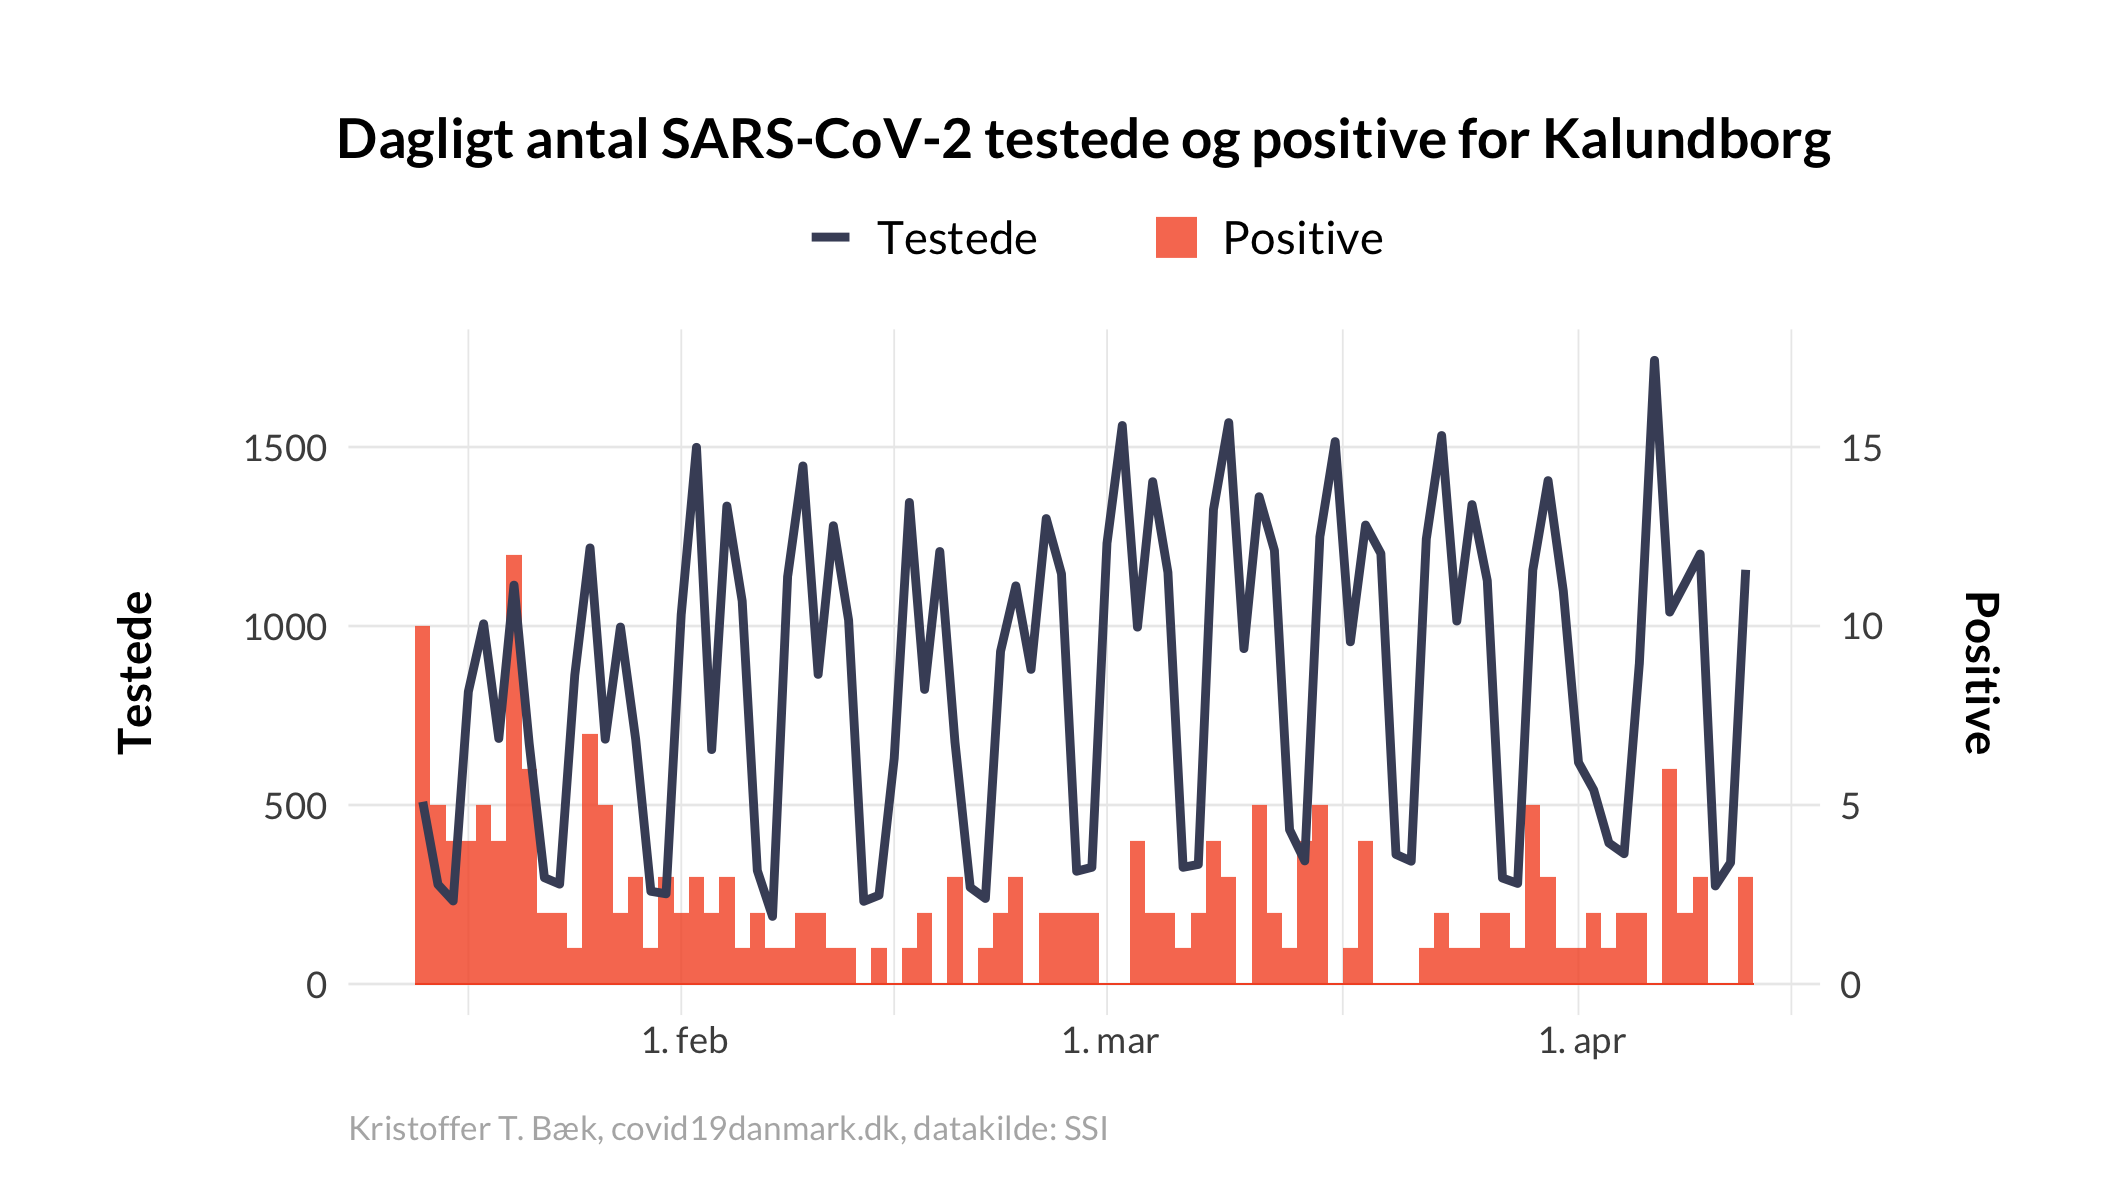 Dagligt antal SARS-CoV-2 testede og positive for Kalundborg
Testede Positive
1500 15
1000 10
500 5
0 0
Testede
Positive
1. feb 1. mar 1. apr
Kristoffer T. Bæk, covid19danmark.dk, datakilde: SSI